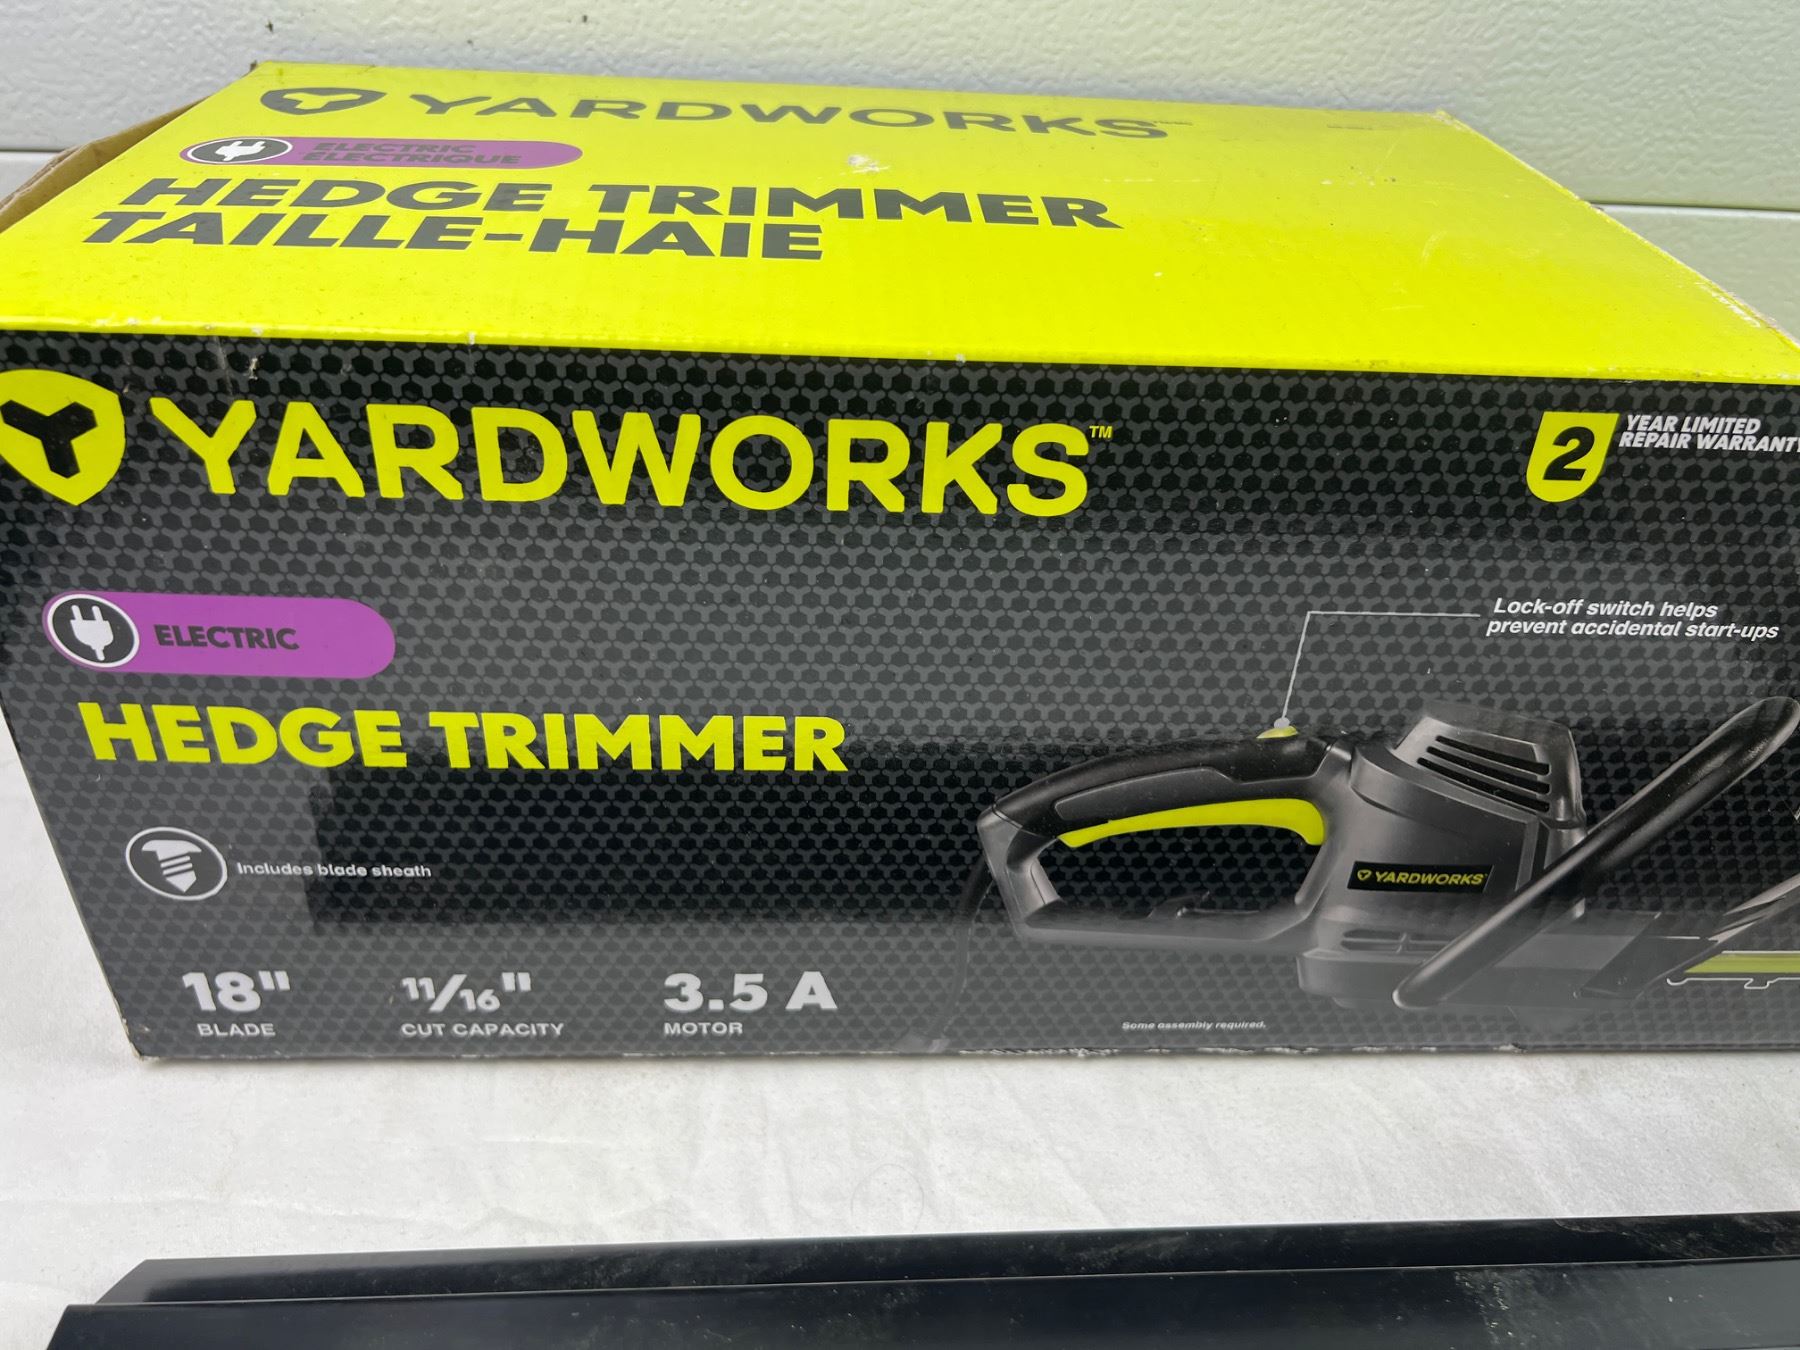 YARDWORKS
ELECTRIC
ÉLECTRIQUE
HEDGE TRIMMER
TAILLE-HAIE
YARDWORKS™
2 YEAR LIMITED
REPAIR WARRANTY
ELECTRIC
HEDGE TRIMMER
Lock-off switch helps
prevent accidental start-ups
YARDWORKS
Includes blade sheath
18" 11/16" 3.5 A
BLADE CUT CAPACITY MOTOR
Some assembly required.